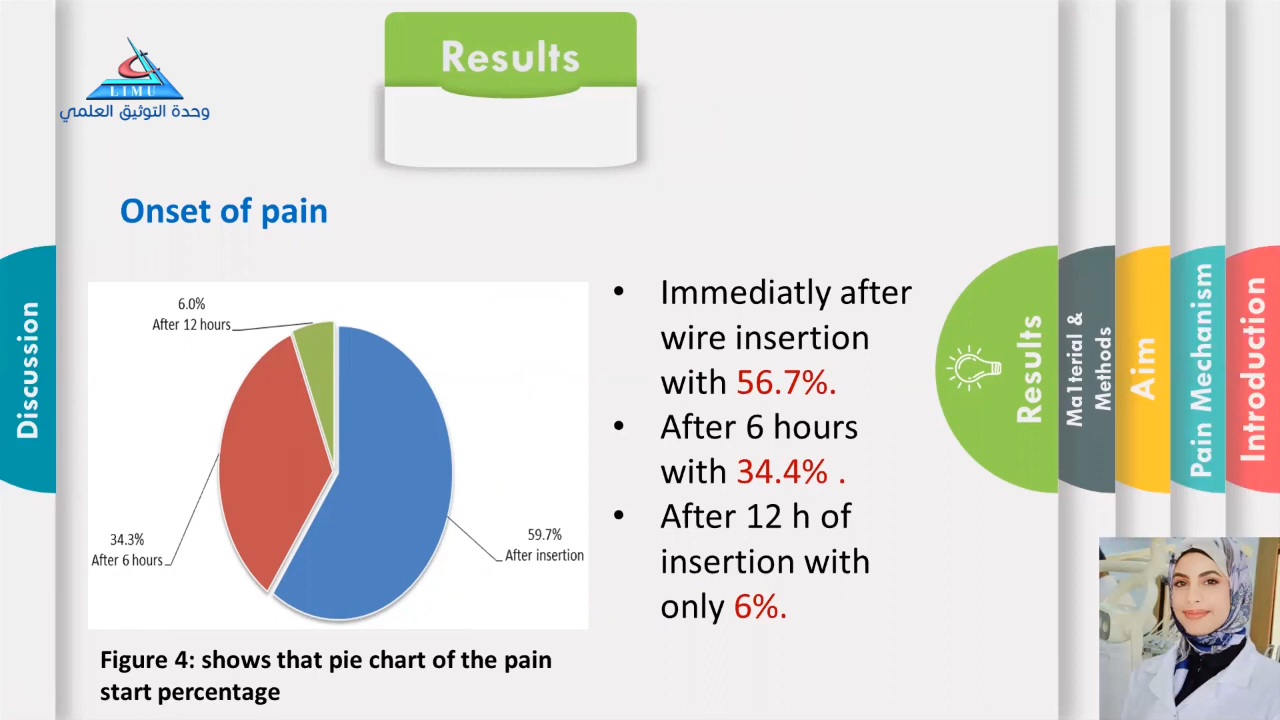 Results
LIMU
وحدة التوثيق العلمي
Onset of pain
6.0%
After 12 hours
34.3%
After 6 hours
59.7%
After insertion
Figure 4: shows that pie chart of the pain
start percentage
• Immediatly after
wire insertion
with 56.7%.
• After 6 hours
with 34.4% .
• After 12 h of
insertion with
only 6%.
Discussion
Results
Ma1terial &
Methods
Aim
Pain Mechanism
Introduction